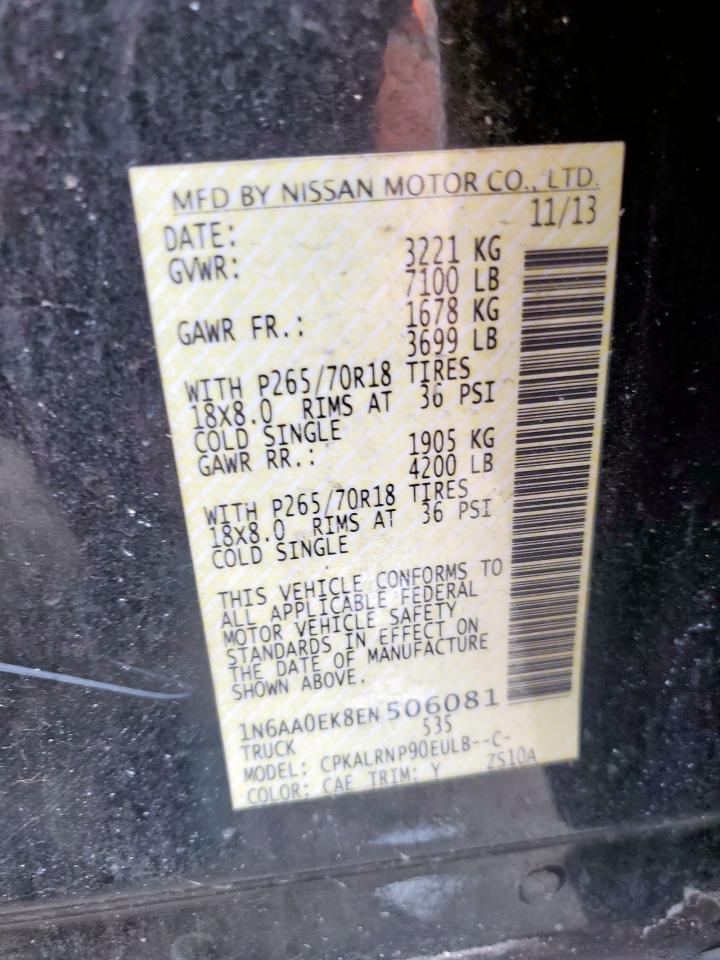 MFD BY NISSAN MOTOR CO., LTD.
DATE: 11/13
GVWR: 3221 KG
7100 LB
GAWR FR.: 1678 KG
3699 LB
WITH P265/70R18 TIRES
18X8.0 RIMS AT 36 PSI
COLD SINGLE
GAWR RR.: 1905 KG
4200 LB
WITH P265/70R18 TIRES
18X8.0 RIMS AT 36 PSI
COLD SINGLE
THIS VEHICLE CONFORMS TO
ALL APPLICABLE FEDERAL
MOTOR VEHICLE SAFETY
STANDARDS IN EFFECT ON
THE DATE OF MANUFACTURE
SHOWN ABOVE.
1N6AA0EK8EN506081
TRUCK 535
MODEL: CPKALRNP90EULB--C-
COLOR: CAE TRIM: Y ZS10A